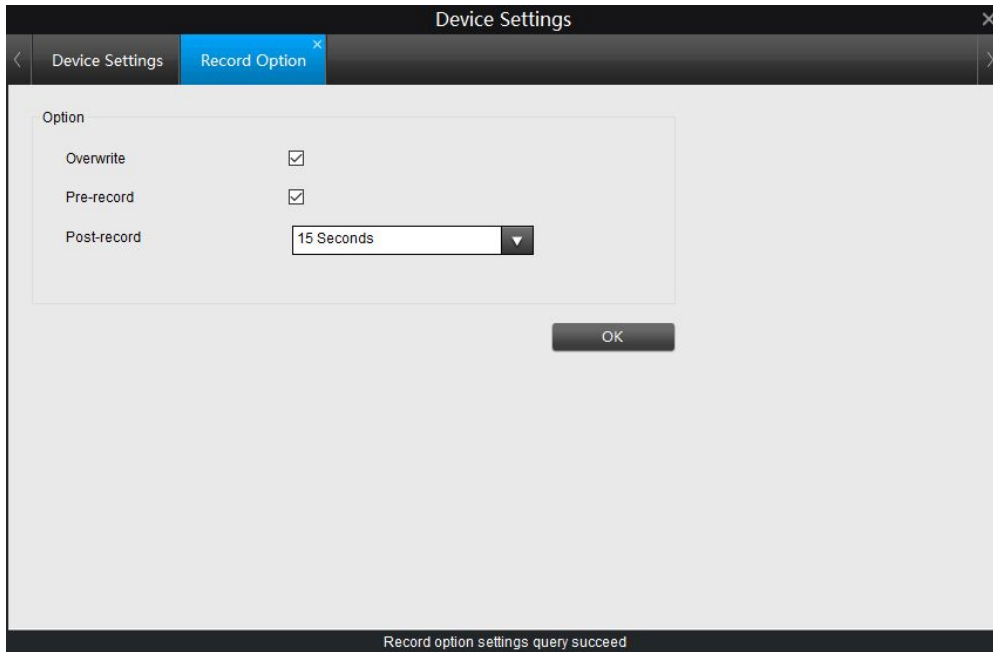 Device Settings
Device Settings
Record Option
Option
Overwrite
Pre-record
Post-record
15 Seconds
OK
Record option settings query succeed